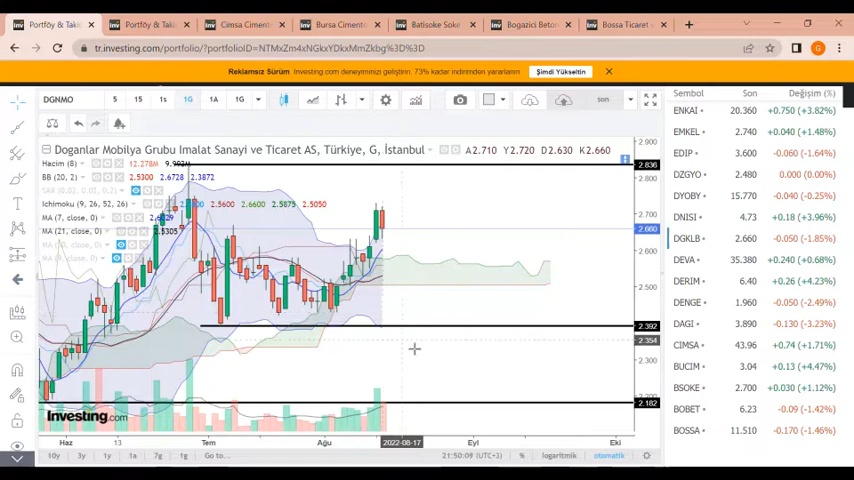 Portföy & Takip
Portföy & Takip
Cimsa Cimento
Bursa Cimento
Batisoke Soke
Bogazici Beton
Bossa Ticaret v
tr.investing.com/portfolio/?portfolioID=NTMxZm4xNGkxYDkxMmZkbg%3D%3D
G
Reklamsız Sürüm. Investing.com deneyiminizi geliştirin. 73% kadar indirimden yararlanın
Şimdi Yükseltin
DGNMO
5
15
1s
1G
1A
1G
son
Doganlar Mobilya Grubu Imalat Sanayi ve Ticaret AS, Türkiye, G, İstanbul
A2.710 Y2.720 D2.630 K2.660
Hacim (8)
12.278M
BB (20, 2)
2.5300 2.6728 2.3872
SAR (0.02, 0.02, 0.2)
Ichimoku (9, 26, 52, 26)
2.5600 2.6600 2.5875 2.5050
MA (7, close, 0)
MA (21, close, 0)
2.5305
2.900
2.836
2.800
2.700
2.660
2.600
2.500
2.392
2.354
2.300
2.182
Investing.com
Haz
13
Tem
Ağu
2022-08-17
Eyl
Eki
10y
3y
1y
1a
7g
1g
Go to...
21:50:09 (UTC+3)
%
logaritmik
otomatik
Sembol Son Değişim (%)
ENKAI 20.360 +0.750 (+3.82%)
EMKEL 2.740 +0.040 (+1.48%)
EDIP 3.600 -0.060 (-1.64%)
DZGYO 2.480 0.000 (0.00%)
DYOBY 15.770 -0.040 (-0.25%)
DNISI 4.73 +0.18 (+3.96%)
DGKLB 2.660 -0.050 (-1.85%)
DEVA 35.380 +0.240 (+0.68%)
DERIM 6.40 +0.26 (+4.23%)
DENGE 1.960 -0.050 (-2.49%)
DAGI 3.890 -0.130 (-3.23%)
CIMSA 43.96 +0.74 (+1.71%)
BUCIM 3.04 +0.13 (+4.47%)
BSOKE 2.700 +0.030 (+1.12%)
BOBET 6.23 -0.09 (-1.42%)
BOSSA 11.510 -0.170 (-1.46%)